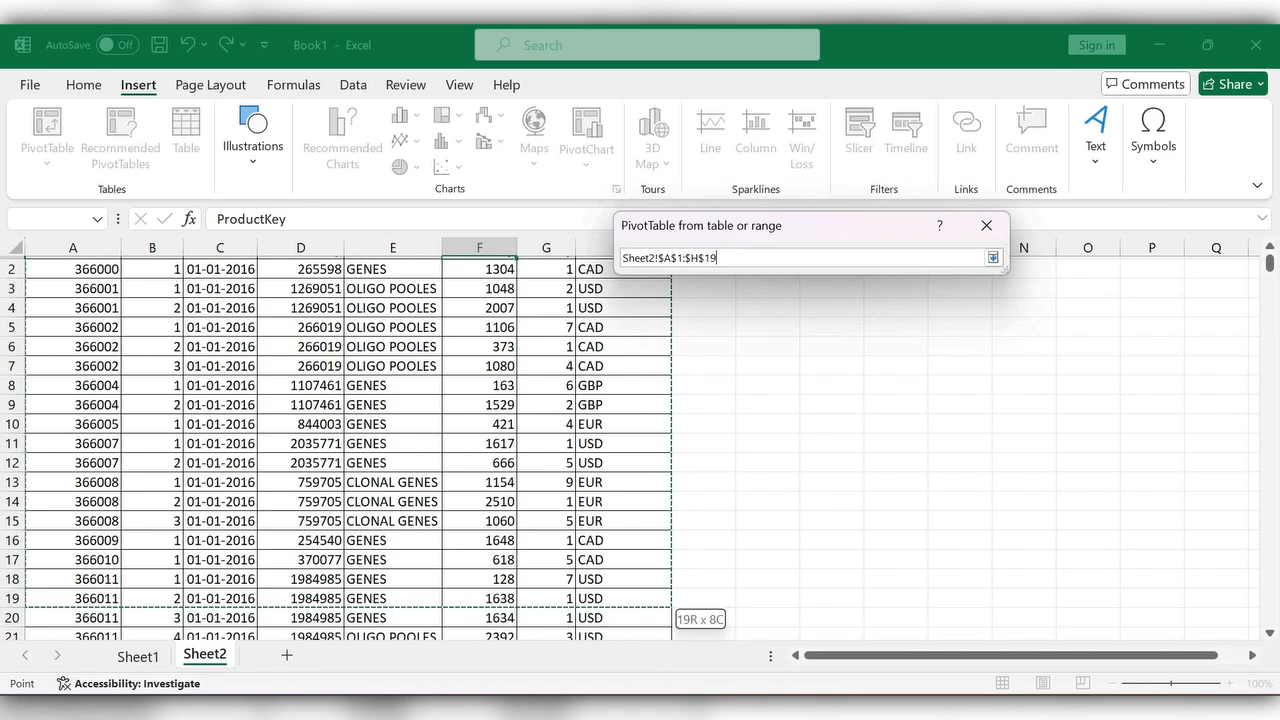 AutoSave Off Book1 - Excel Search Sign in
File Home Insert Page Layout Formulas Data Review View Help Comments Share
PivotTable Recommended PivotTables Table Illustrations Recommended Charts Maps PivotChart 3D Map Line Column Win/Loss Slicer Timeline Link Comment Text Symbols
Tables Charts Tours Sparklines Filters Links Comments
fx ProductKey
PivotTable from table or range ? 
Sheet2!$A$1:$H$19
A B C D E F G N O P Q
2 366000 1 01-01-2016 265598 GENES 1304 1 CAD
3 366001 1 01-01-2016 1269051 OLIGO POOLES 1048 2 USD
4 366001 2 01-01-2016 1269051 OLIGO POOLES 2007 1 USD
5 366002 1 01-01-2016 266019 OLIGO POOLES 1106 7 CAD
6 366002 2 01-01-2016 266019 OLIGO POOLES 373 1 CAD
7 366002 3 01-01-2016 266019 OLIGO POOLES 1080 4 CAD
8 366004 1 01-01-2016 1107461 GENES 163 6 GBP
9 366004 2 01-01-2016 1107461 GENES 1529 2 GBP
10 366005 1 01-01-2016 844003 GENES 421 4 EUR
11 366007 1 01-01-2016 2035771 GENES 1617 1 USD
12 366007 2 01-01-2016 2035771 GENES 666 5 USD
13 366008 1 01-01-2016 759705 CLONAL GENES 1154 9 EUR
14 366008 2 01-01-2016 759705 CLONAL GENES 2510 1 EUR
15 366008 3 01-01-2016 759705 CLONAL GENES 1060 5 EUR
16 366009 1 01-01-2016 254540 GENES 1648 1 CAD
17 366010 1 01-01-2016 370077 GENES 618 5 CAD
18 366011 1 01-01-2016 1984985 GENES 128 7 USD
19 366011 2 01-01-2016 1984985 GENES 1638 1 USD
20 366011 3 01-01-2016 1984985 GENES 1634 1 USD
19R x 8C
21 366011 4 01-01-2016 1984985 OLIGO POOLES 2392 3 USD
Sheet1 Sheet2
Point Accessibility: Investigate 100%